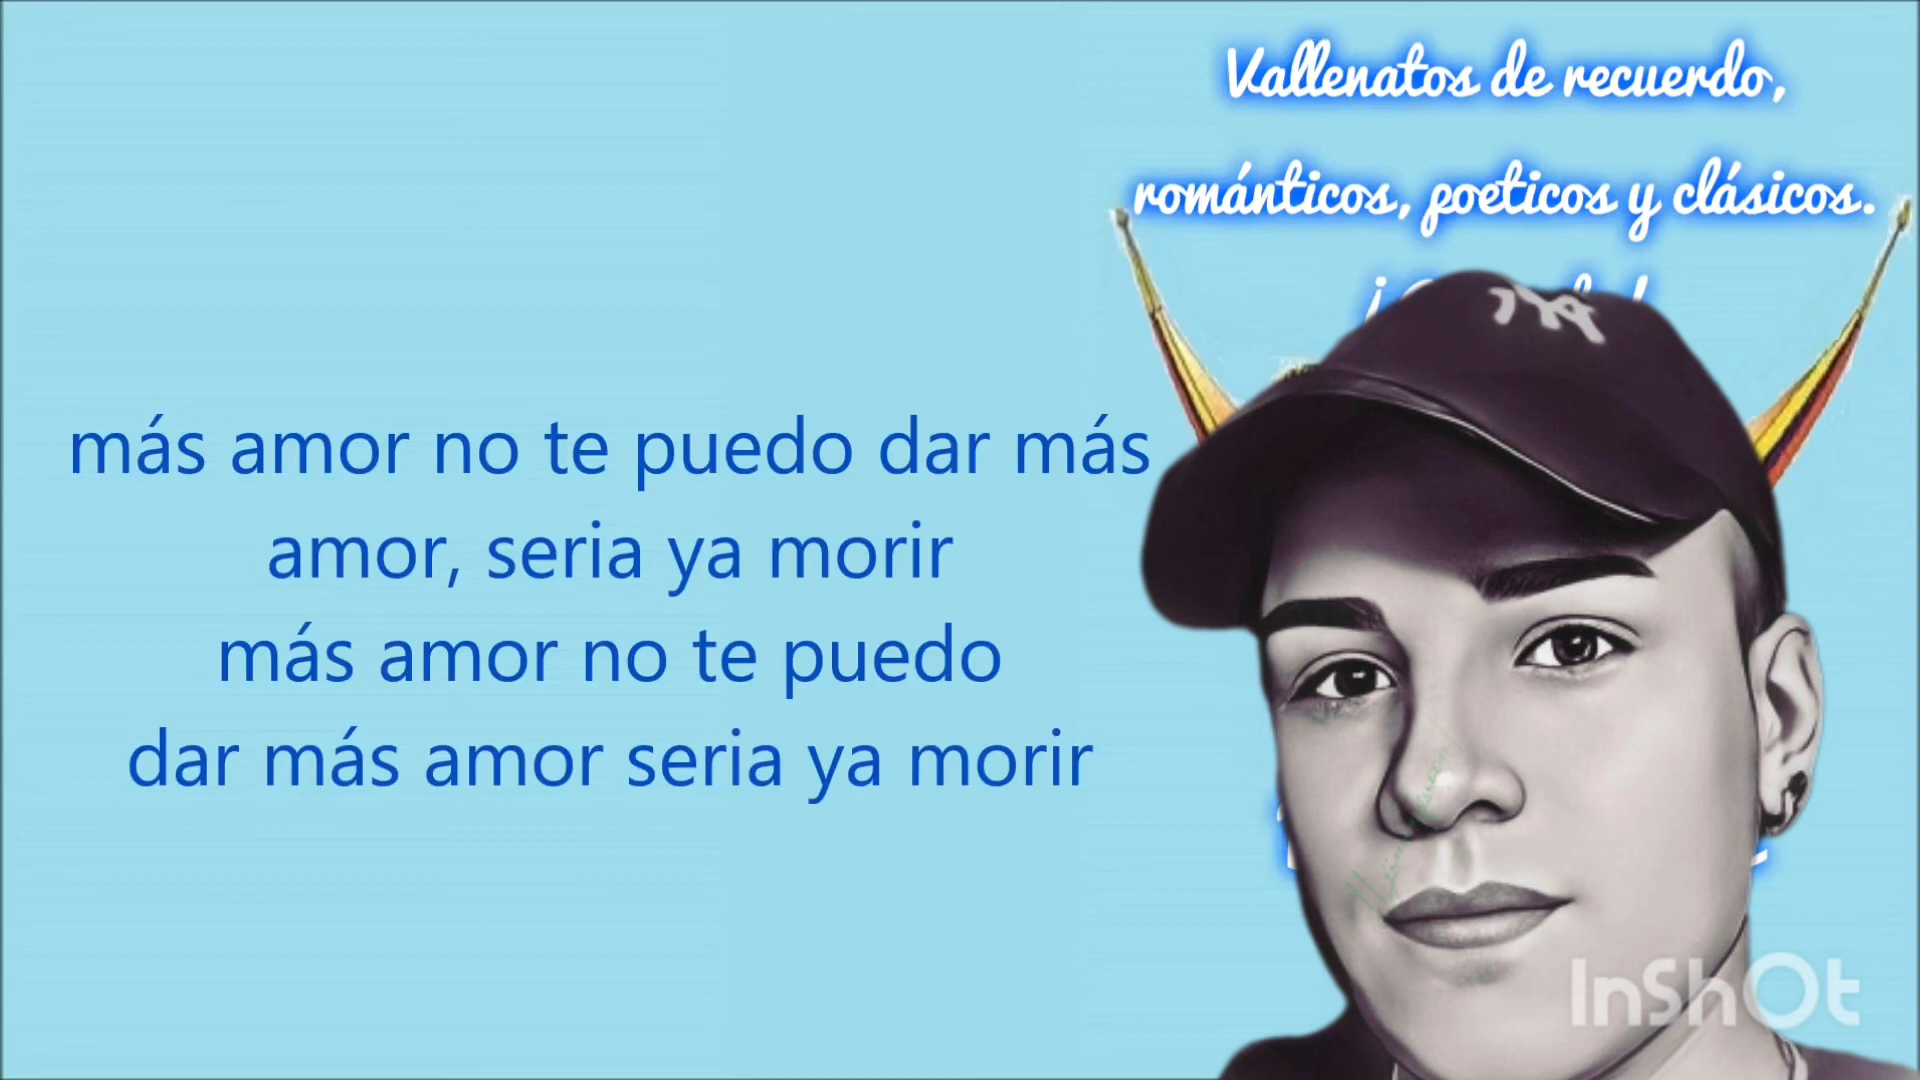 Vallenatos de recuerdo,
románticos, poeticos y clásicos.
más amor no te puedo dar más
amor, seria ya morir
más amor no te puedo
dar más amor seria ya morir
InShOt